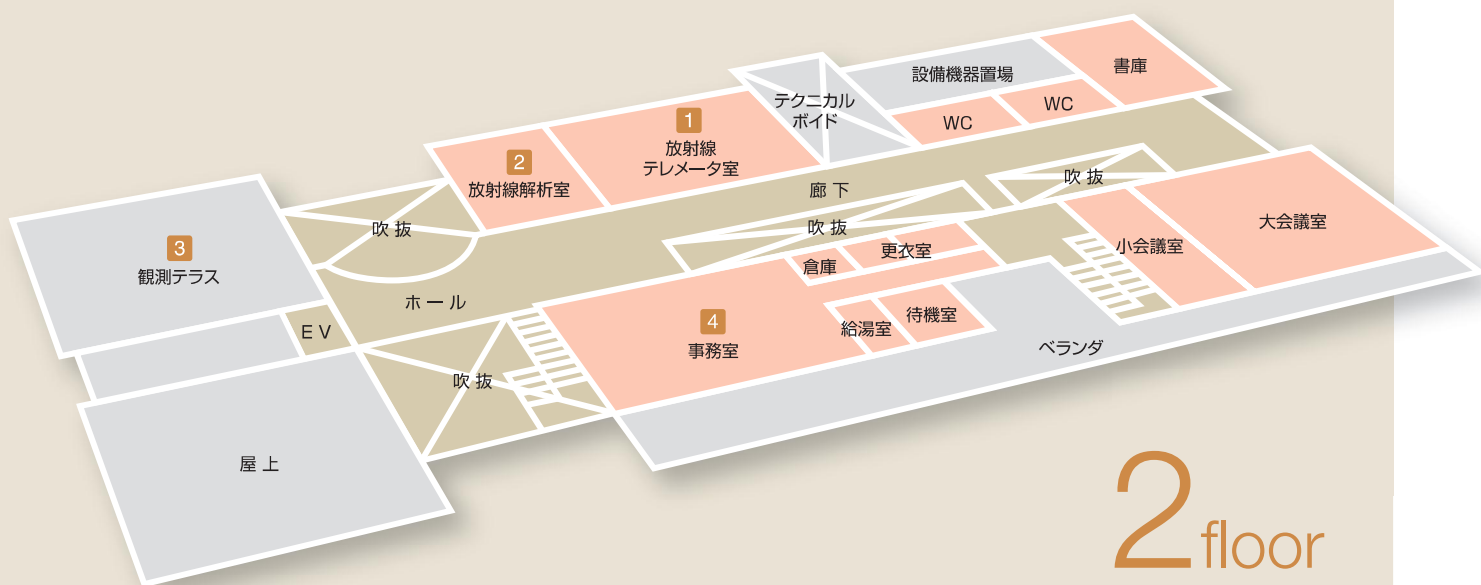 書庫
設備機器置場
WC
WC
テクニカル
ボイド
1
放射線
テレメータ室
2
放射線解析室
廊下
吹抜
吹抜
吹抜
大会議室
小会議室
3
観測テラス
更衣室
倉庫
ホール
EV
4
事務室
給湯室
待機室
ベランダ
吹抜
屋上
2floor